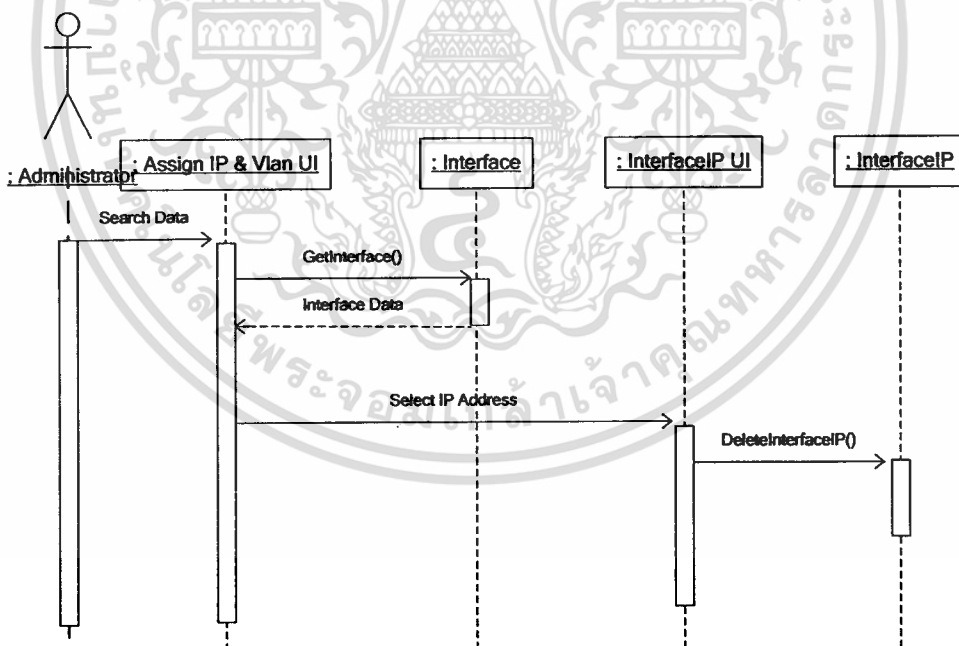 : Administrator
: Assign IP & Vlan UI
: Interface
: InterfaceIP UI
: InterfaceIP
Search Data
GetInterface()
Interface Data
Select IP Address
DeleteInterfaceIP()